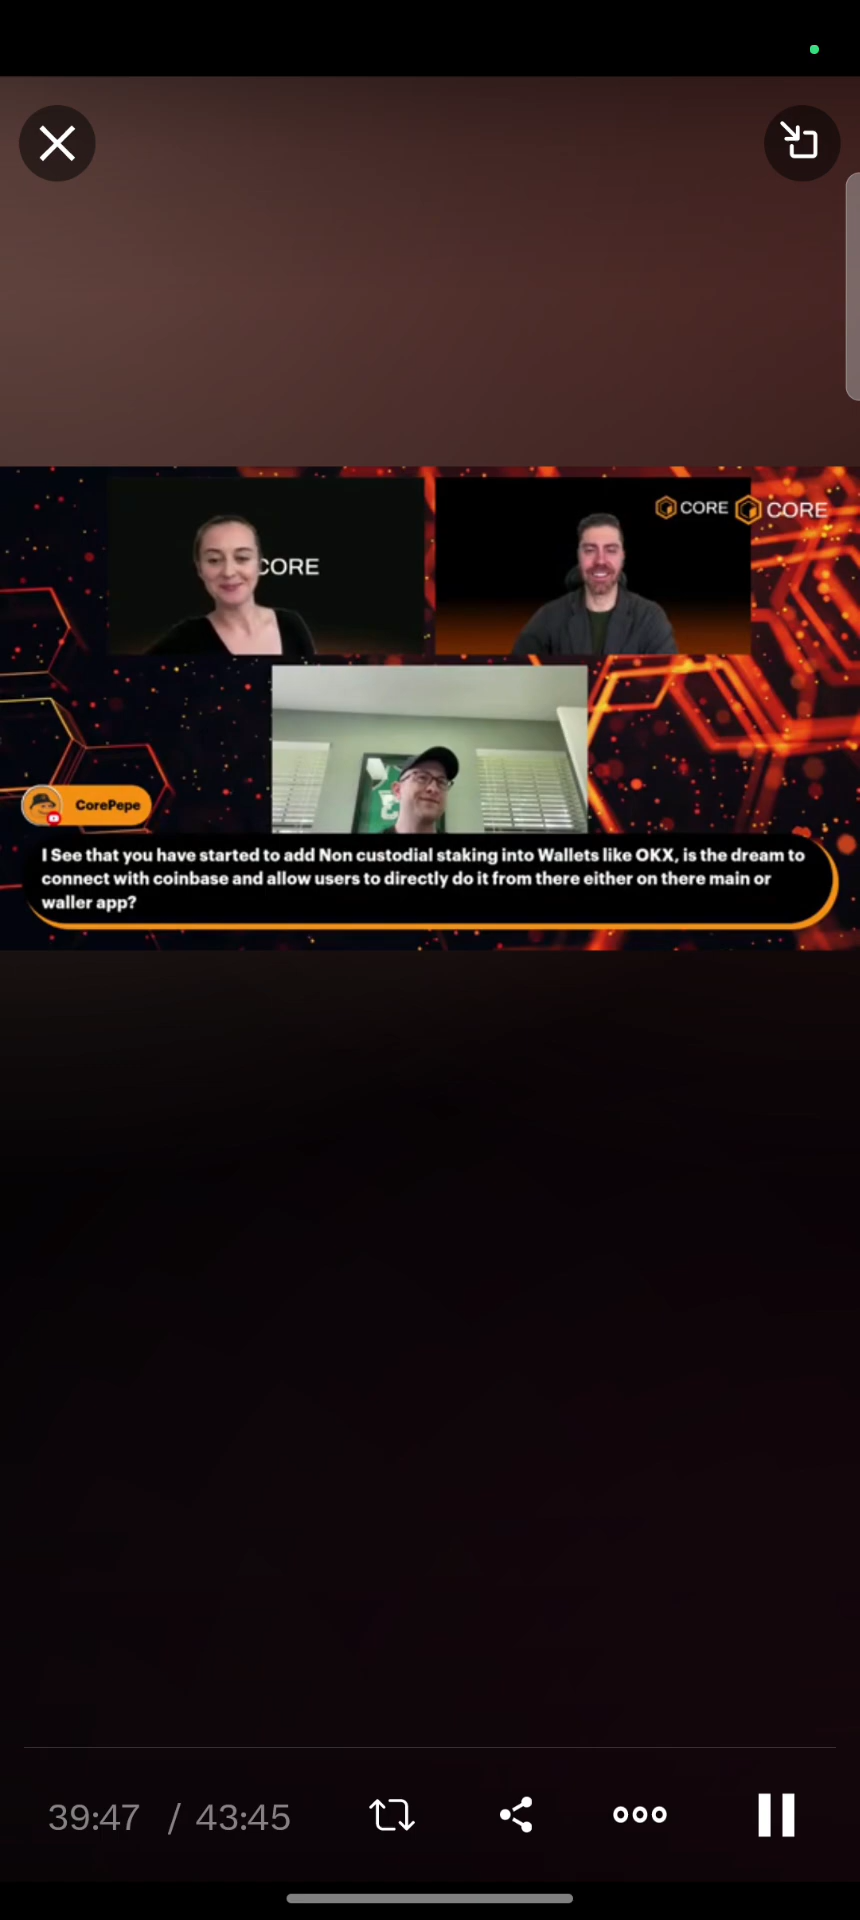 CORE
CORE
CORE
CorePepe
I See that you have started to add Non custodial staking into Wallets like OKX, is the dream to
connect with coinbase and allow users to directly do it from there either on there main or
waller app?
39:47 / 43:45